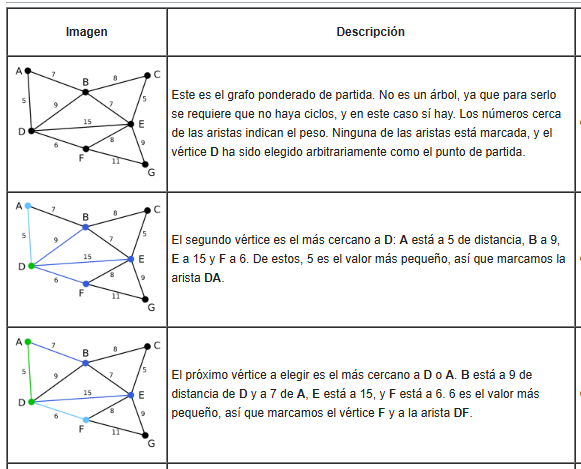 Imagen Descripción
A 7 B 8 C
5 9 7 5
D 15 E
6 8 9
F 11
G
Este es el grafo ponderado de partida. No es un árbol, ya que para serlo
se requiere que no haya ciclos, y en este caso sí hay. Los números cerca
de las aristas indican el peso. Ninguna de las aristas está marcada, y el
vértice D ha sido elegido arbitrariamente como el punto de partida.
A 7 B 8 C
5 9 7 5
D 15 E
6 8 9
F 11
G
El segundo vértice es el más cercano a D: A está a 5 de distancia, B a 9,
E a 15 y F a 6. De estos, 5 es el valor más pequeño, así que marcamos la
arista DA.
A 7 B 8 C
5 9 7 5
D 15 E
6 8 9
F 11
G
El próximo vértice a elegir es el más cercano a D o A. B está a 9 de
distancia de D y a 7 de A, E está a 15, y F está a 6. 6 es el valor más
pequeño, así que marcamos el vértice F y a la arista DF.